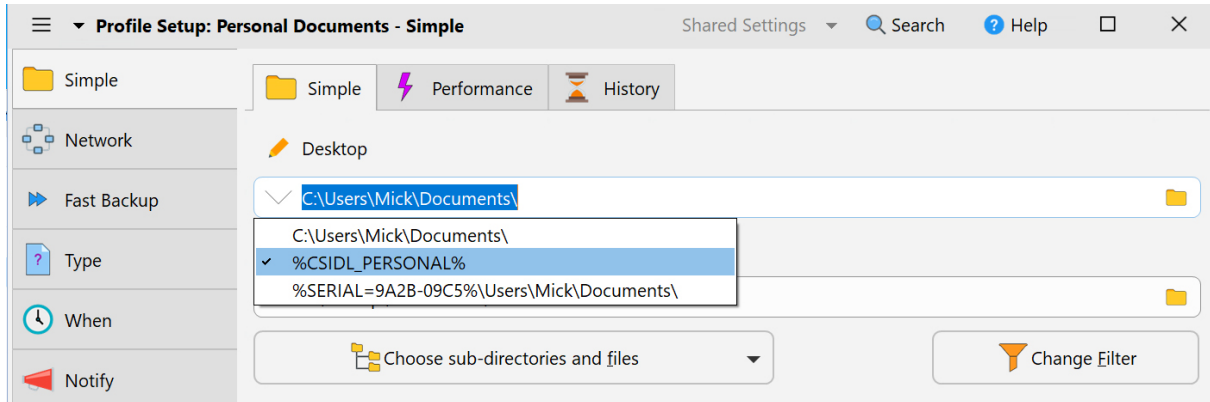 Profile Setup: Personal Documents - Simple Shared Settings Search Help
Simple
Network
Fast Backup
Type
When
Notify
Simple Performance History
Desktop
C:\Users\Mick\Documents\
C:\Users\Mick\Documents\
%CSIDL_PERSONAL%
%SERIAL=9A2B-09C5%\Users\Mick\Documents\
Choose sub-directories and files Change Filter